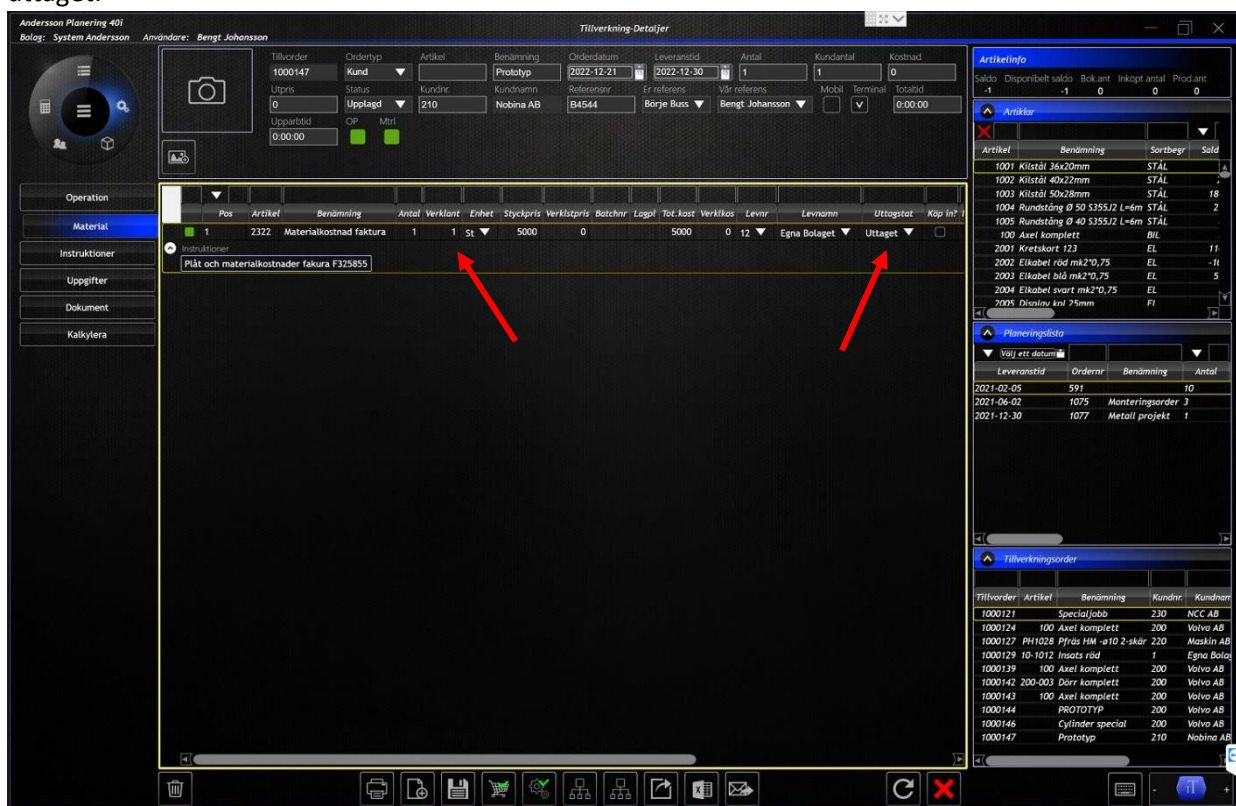 Andersson Planering 40i
Bolag: System Andersson Användare: Bengt Johansson
Tillverkning-Detaljer
Tillvorder Ordertyp Artikel Benämning Orderdatum Leveranstid Antal Kundantal Kostnad
1000147 Kund Prototyp 2022-12-21 2022-12-30 1 1 0
Utpris Status Kundnr. Kundnamn Referensnr Er referens Vår referens Mobil Terminal Totaltid
0 Upplagd 210 Nobina AB B4544 Börje Buss Bengt Johansson V 0:00:00
Upparbtid OP Mtrl
0:00:00
Operation
Material
Instruktioner
Uppgifter
Dokument
Kalkylera
Pos Artikel Benämning Antal Verklant Enhet Styckpris Verklstpris Batchnr Lagpl Tot.kost Verklkos Levnr Levnamn Uttagstat Köp in?
1 2322 Materialkostnad faktura 1 1 St 5000 0 5000 0 12 Egna Bolaget Uttaget
Instruktioner
Plåt och materialkostnader fakura F325855
Artikelinfo
Saldo Disponibelt saldo Bok.ant Inköpt antal Prod.ant
-1 -1 0 0 0
Artiklar
Artikel Benämning Sortbegr Sald
1001 Kilstål 36x20mm STÅL
1002 Kilstål 40x22mm STÅL
1003 Kilstål 50x28mm STÅL 18
1004 Rundstång Ø 50 S355J2 L=6m STÅL 2
1005 Rundstång Ø 40 S355J2 L=6m STÅL
100 Axel komplett BIL
2001 Kretskort 123 EL 11
2002 Elkabel röd mk2*0,75 EL
2003 Elkabel blå mk2*0,75 EL 5
2004 Elkabel svart mk2*0,75 EL
2005 Display kpl 25mm EL
Planeringslista
Välj ett datum
Leveranstid Ordernr Benämning Antal
2021-02-05 591 10
2021-06-02 1075 Monteringsorder 3
2021-12-30 1077 Metall projekt 1
Tillverkningsorder
Tillvorder Artikel Benämning Kundnr. Kundnam
1000121 Specialjobb 230 NCC AB
1000124 100 Axel komplett 200 Volvo AB
1000127 PH1028 Pfräs HM -ø10 2-skär 220 Maskin AB
1000129 10-1012 Insats röd 1 Egna Bolag
1000139 100 Axel komplett 200 Volvo AB
1000142 200-003 Dörr komplett 200 Volvo AB
1000143 100 Axel komplett 200 Volvo AB
1000144 PROTOTYP 200 Volvo AB
1000146 Cylinder special 200 Volvo AB
1000147 Prototyp 210 Nobina AB
- T +